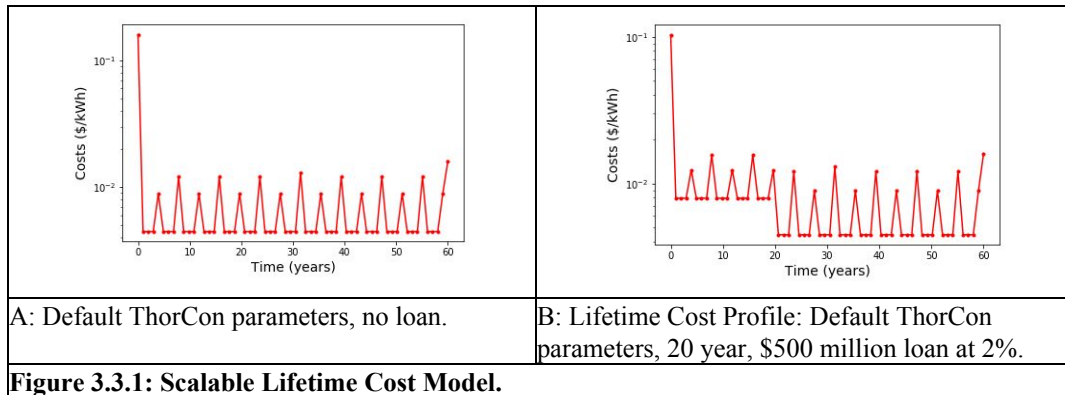 Costs ($/kWh)
10⁻¹
10⁻²
0 10 20 30 40 50 60
Time (years)
Costs ($/kWh)
10⁻¹
10⁻²
0 10 20 30 40 50 60
Time (years)
A: Default ThorCon parameters, no loan.
B: Lifetime Cost Profile: Default ThorCon
parameters, 20 year, $500 million loan at 2%.
Figure 3.3.1: Scalable Lifetime Cost Model.